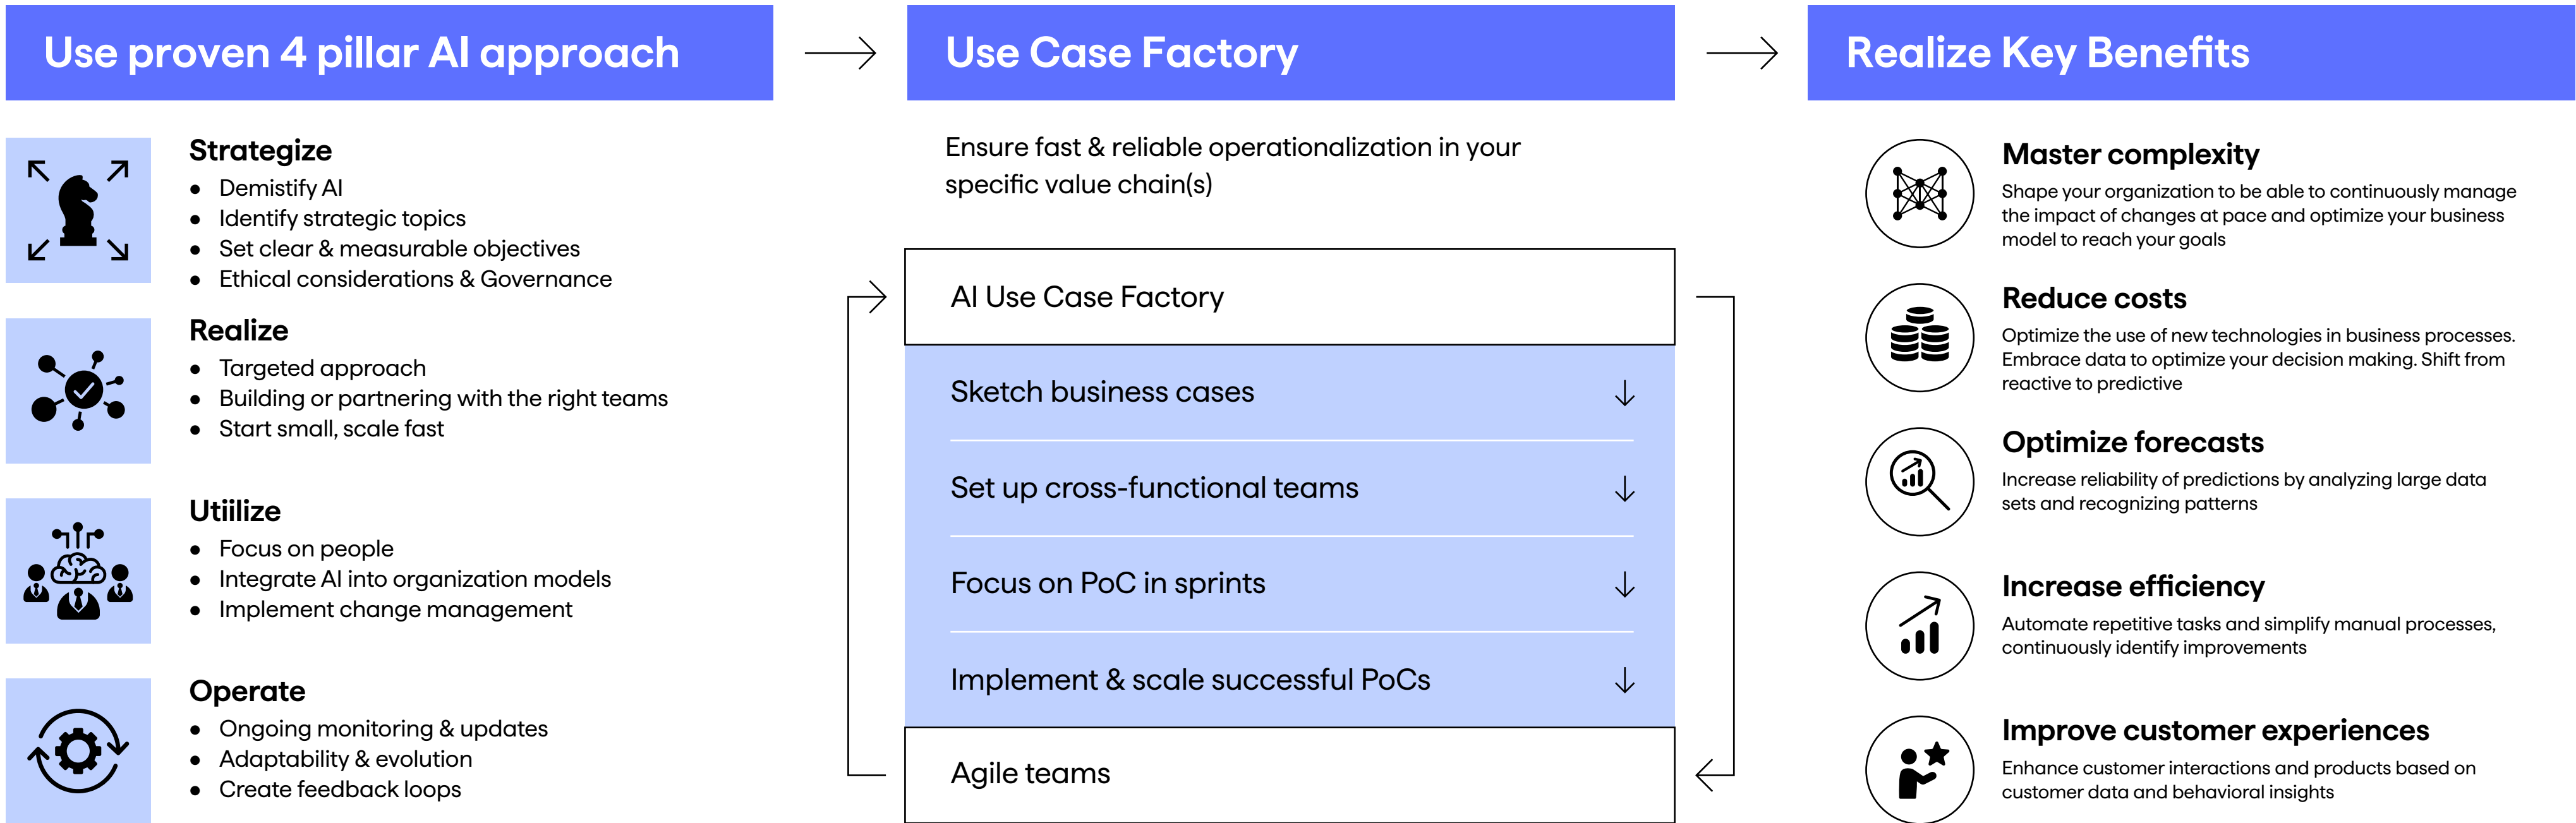 Use proven 4 pillar AI approach
Strategize
• Demistify AI
• Identify strategic topics
• Set clear & measurable objectives
• Ethical considerations & Governance
Realize
• Targeted approach
• Building or partnering with the right teams
• Start small, scale fast
Utiilize
• Focus on people
• Integrate AI into organization models
• Implement change management
Operate
• Ongoing monitoring & updates
• Adaptability & evolution
• Create feedback loops
Use Case Factory
Ensure fast & reliable operationalization in your
specific value chain(s)
AI Use Case Factory
Sketch business cases
Set up cross-functional teams
Focus on PoC in sprints
Implement & scale successful PoCs
Agile teams
Realize Key Benefits
Master complexity
Shape your organization to be able to continuously manage
the impact of changes at pace and optimize your business
model to reach your goals
Reduce costs
Optimize the use of new technologies in business processes.
Embrace data to optimize your decision making. Shift from
reactive to predictive
Optimize forecasts
Increase reliability of predictions by analyzing large data
sets and recognizing patterns
Increase efficiency
Automate repetitive tasks and simplify manual processes,
continuously identify improvements
Improve customer experiences
Enhance customer interactions and products based on
customer data and behavioral insights